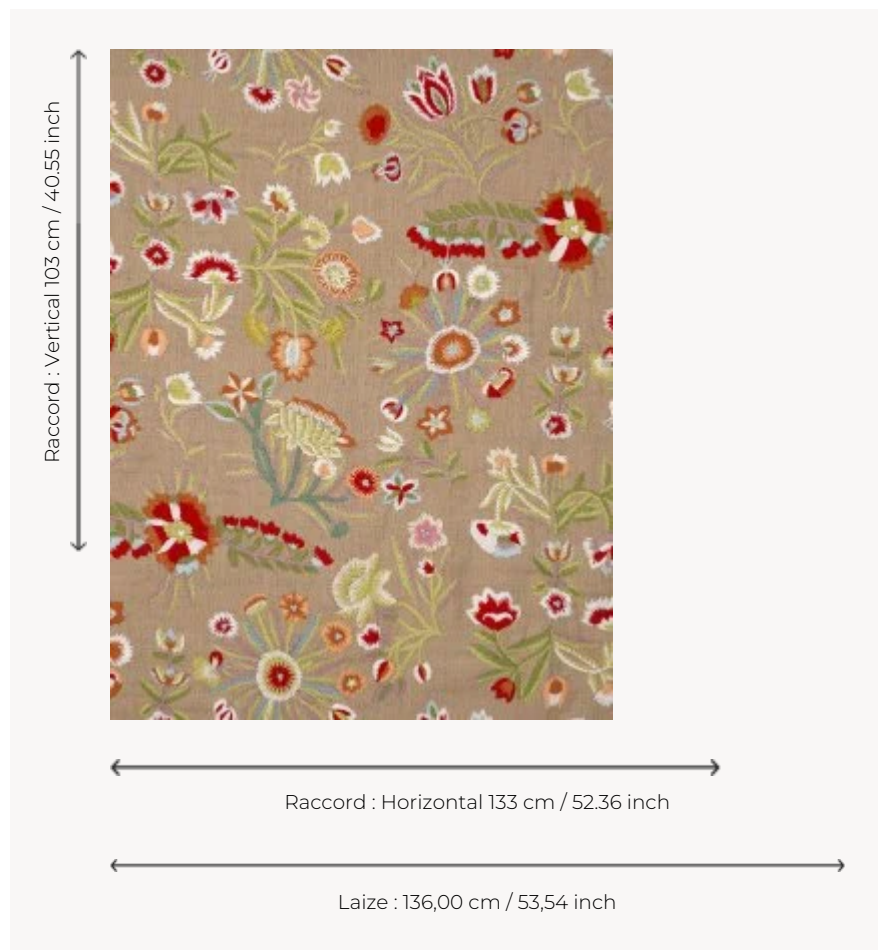 Raccord : Vertical 103 cm / 40.55 inch
Raccord : Horizontal 133 cm / 52.36 inch
Laize : 136,00 cm / 53,54 inch